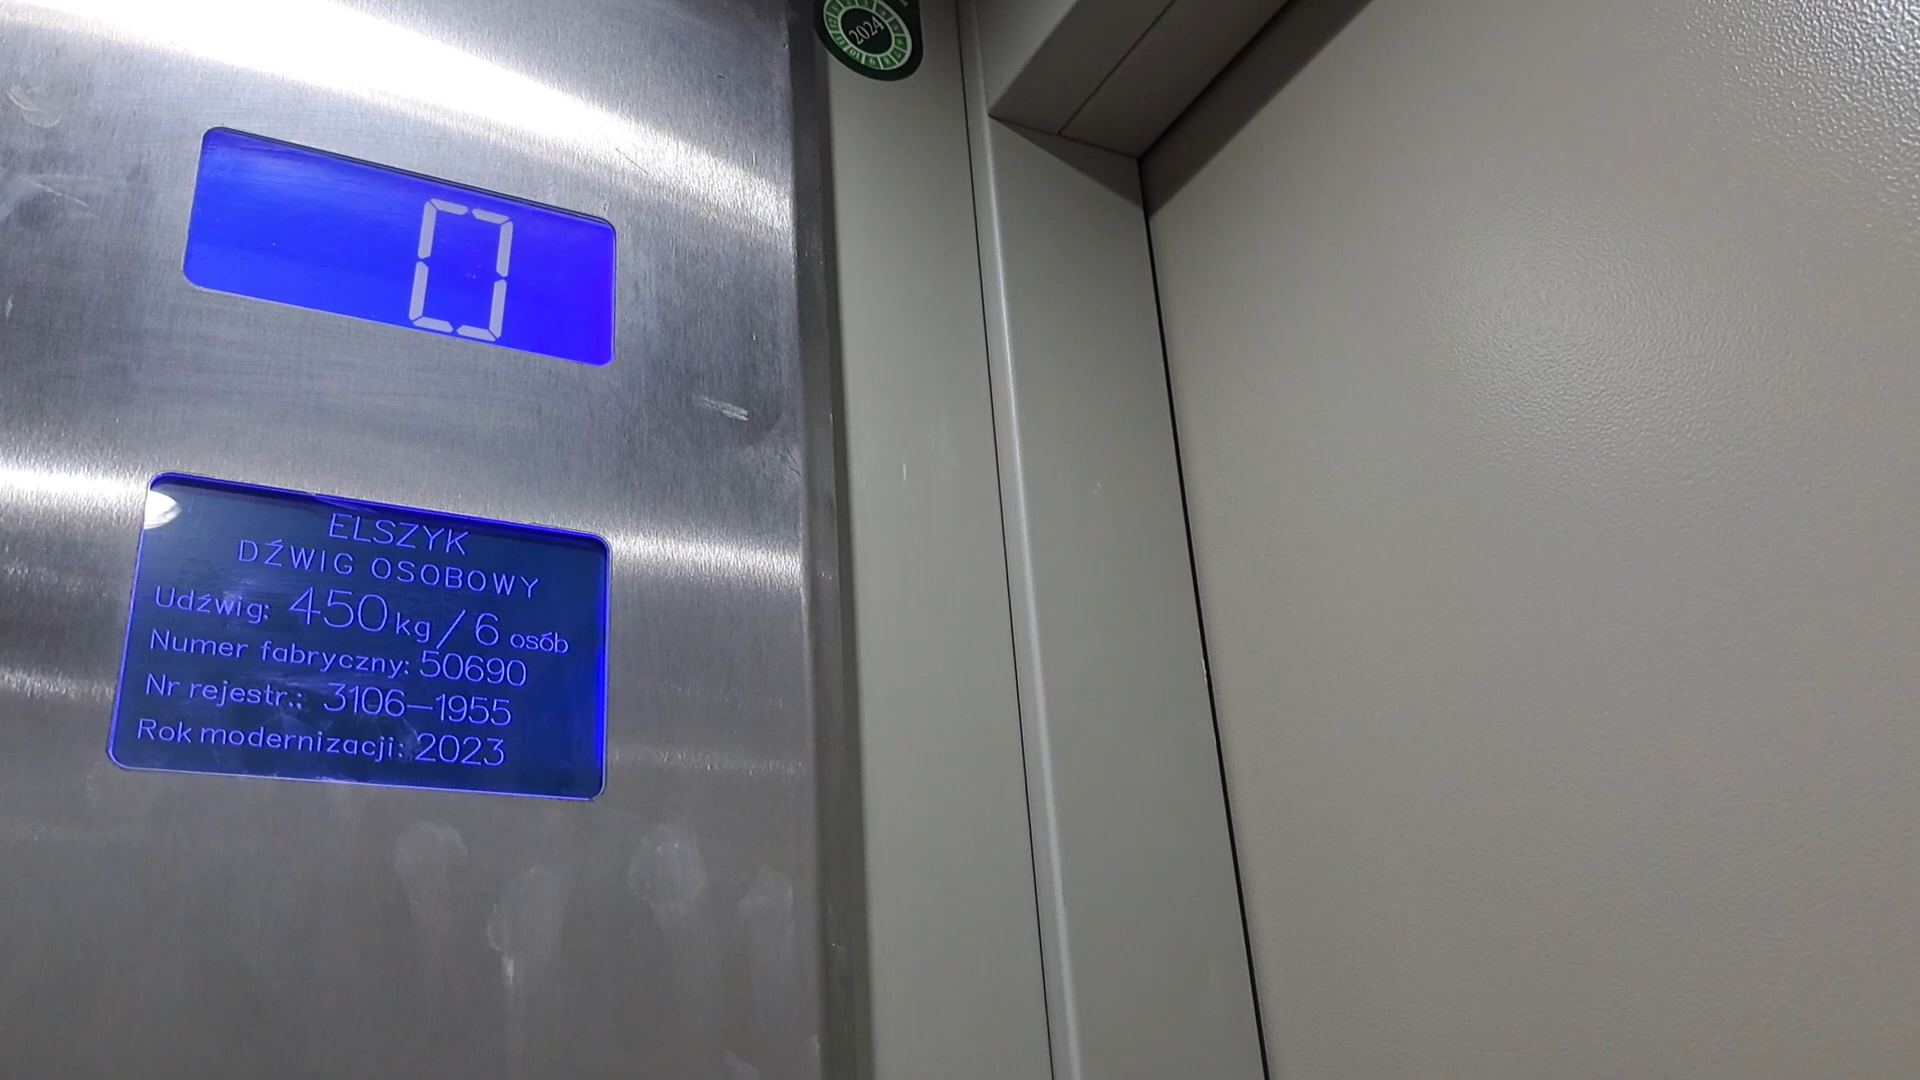 2024
0
ELSZYK
DŹWIG OSOBOWY
Udźwig: 450 kg/6 osób
Numer fabryczny: 50690
Nr rejestr.: 3106-1955
Rok modernizacji: 2023